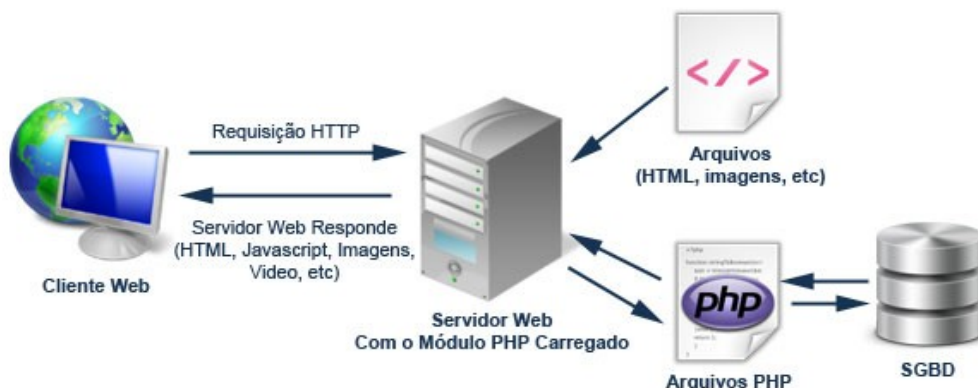 Requisição HTTP
Servidor Web Responde
(HTML, Javascript, Imagens,
Video, etc)
Cliente Web
Servidor Web
Com o Módulo PHP Carregado
</>
Arquivos
(HTML, imagens, etc)
php
Arquivos PHP
SGBD